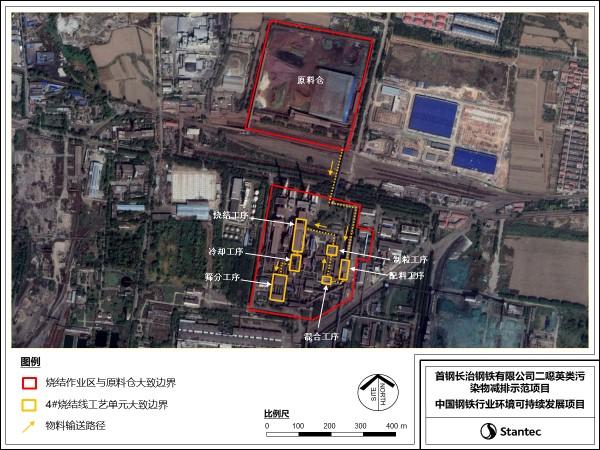 原料仓
烧结工序
冷却工序
筛分工序
制粒工序
配料工序
混合工序
图例
烧结作业区与原料仓大致边界
4#烧结线工艺单元大致边界
物料输送路径
SITE
NORTH
比例尺
0 100 200 300 400 m
首钢长治钢铁有限公司二噁英类污
染物减排示范项目
中国钢铁行业环境可持续发展项目
Stantec